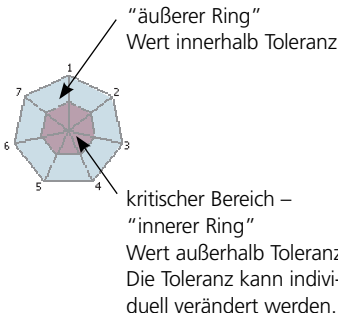 “äußerer Ring”
Wert innerhalb Toleranz
1
7
2
6
3
5
4
kritischer Bereich –
“innerer Ring”
Wert außerhalb Toleranz
Die Toleranz kann indivi-
duell verändert werden.